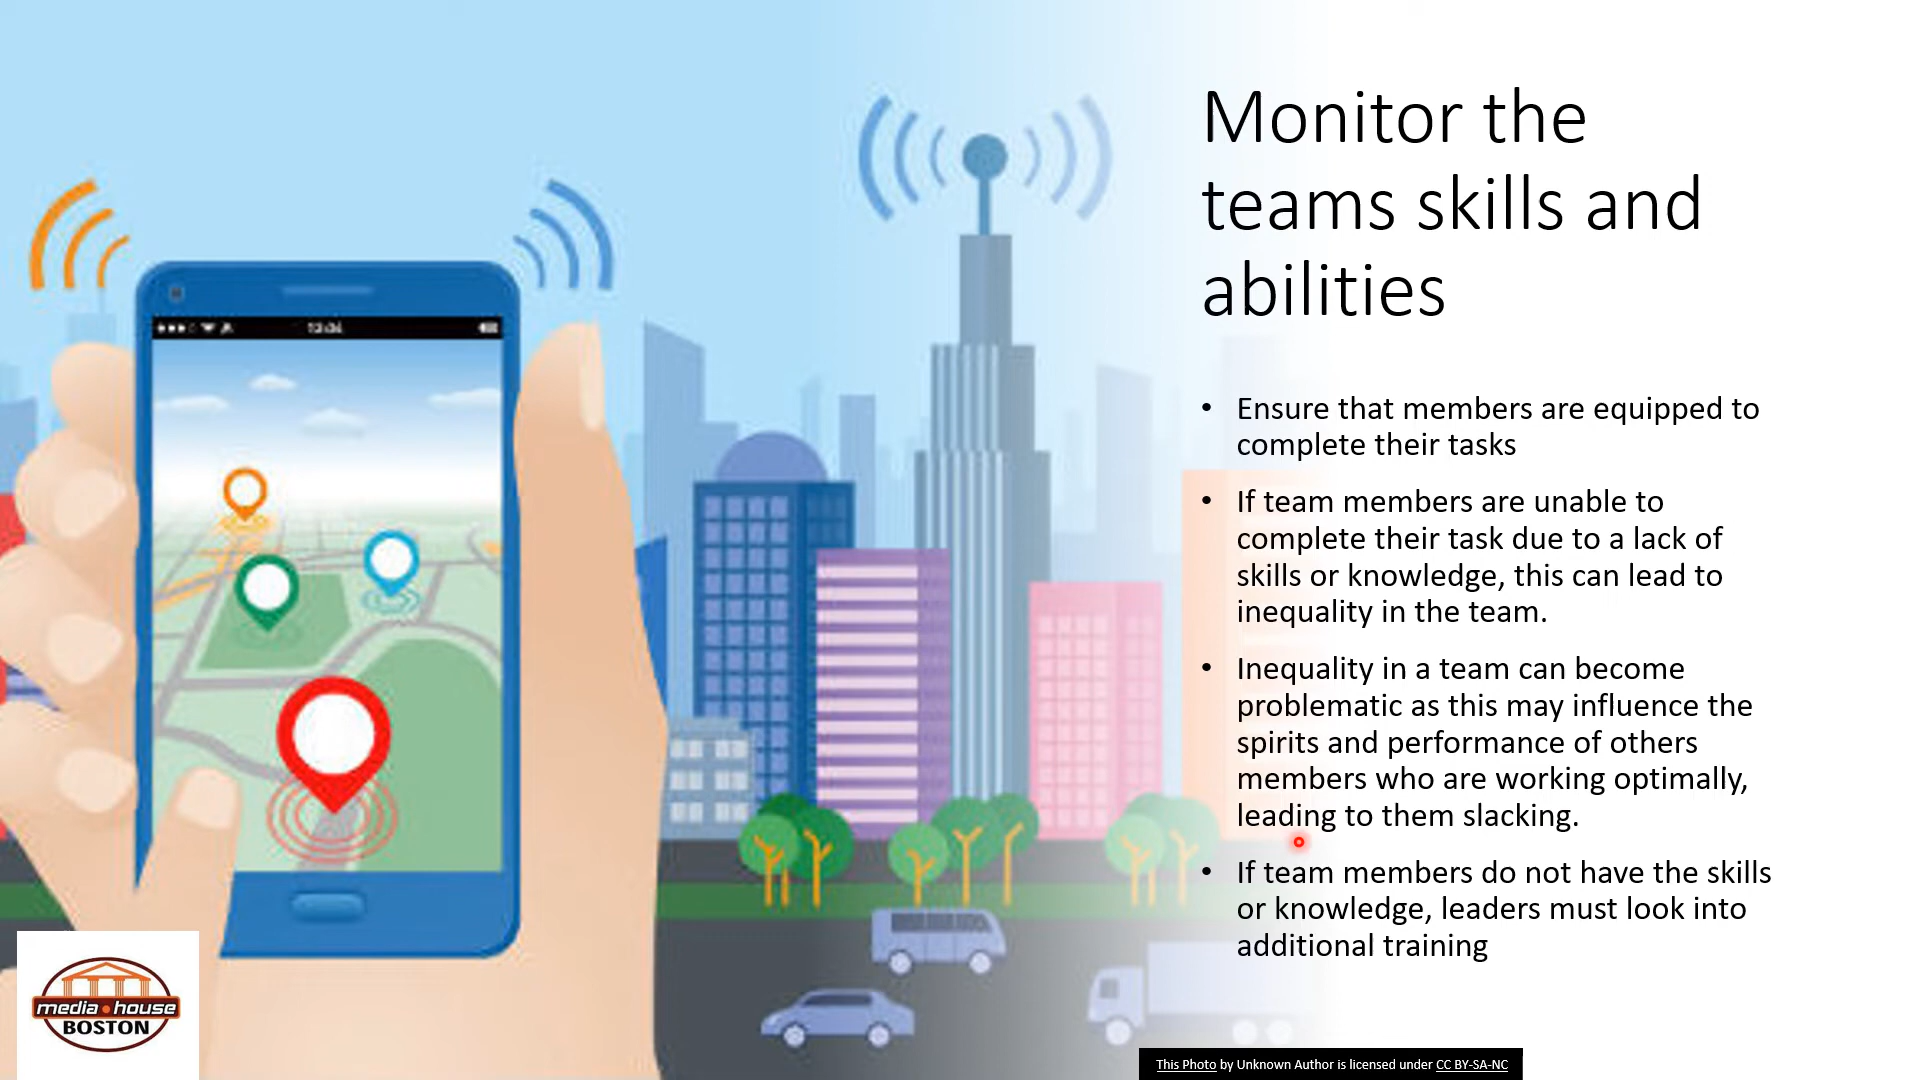 Monitor the
teams skills and
abilities
• Ensure that members are equipped to
complete their tasks
• If team members are unable to
complete their task due to a lack of
skills or knowledge, this can lead to
inequality in the team.
• Inequality in a team can become
problematic as this may influence the
spirits and performance of others
members who are working optimally,
leading to them slacking.
• If team members do not have the skills
or knowledge, leaders must look into
additional training
media house
BOSTON
This Photo by Unknown Author is licensed under CC BY-SA-NC